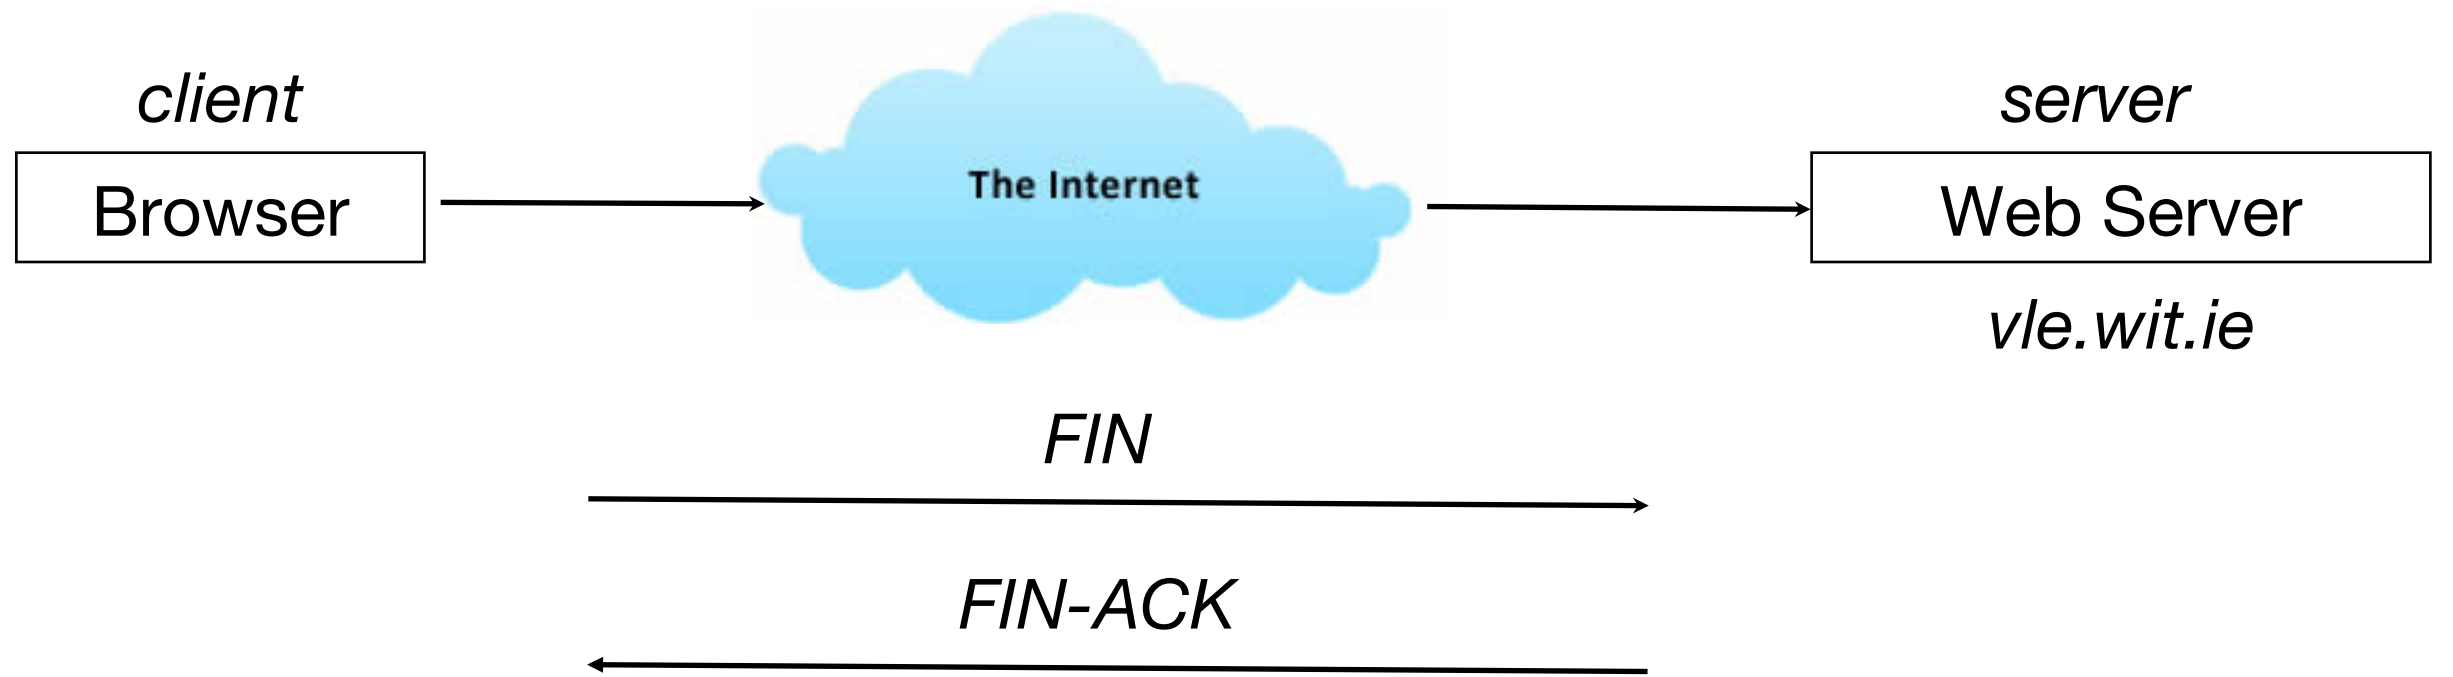 client
server
Browser
The Internet
Web Server
vle.wit.ie
FIN
FIN-ACK